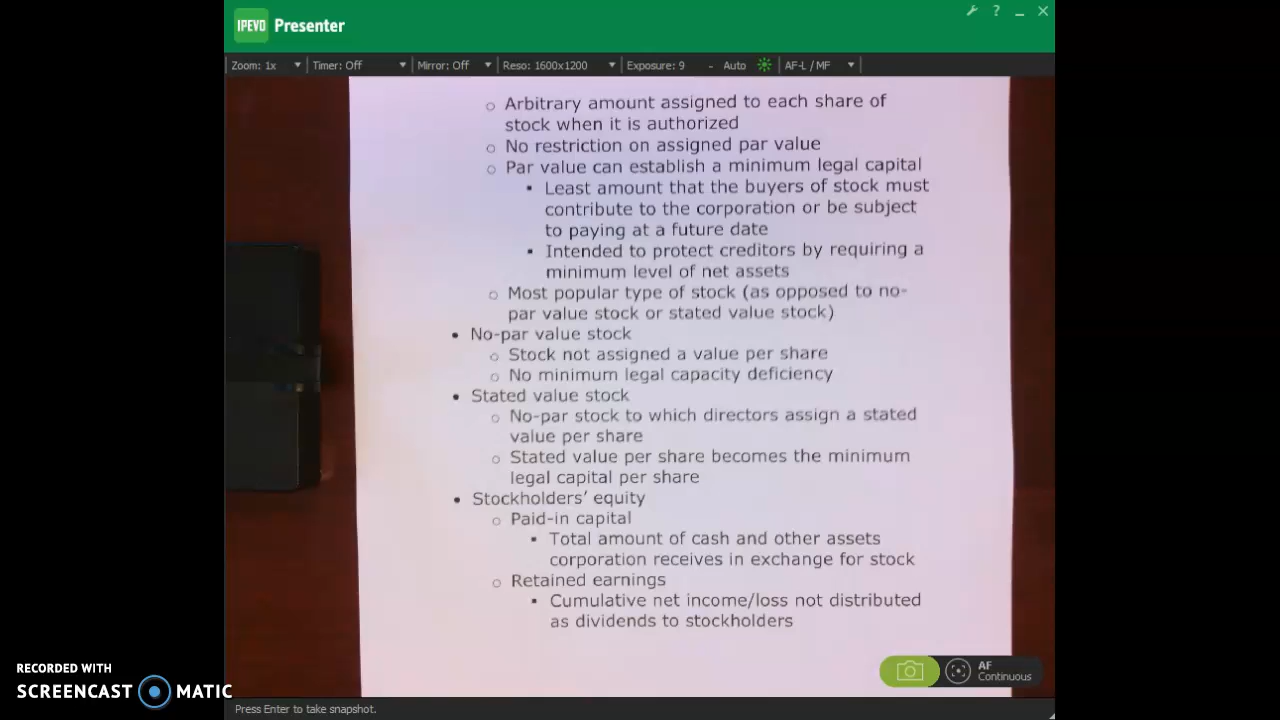 IPEVO Presenter
Zoom: 1x Timer: Off Mirror: Off Reso: 1600x1200 Exposure: 9 - Auto AF-L / MF
o Arbitrary amount assigned to each share of
stock when it is authorized
o No restriction on assigned par value
o Par value can establish a minimum legal capital
▪ Least amount that the buyers of stock must
contribute to the corporation or be subject
to paying at a future date
▪ Intended to protect creditors by requiring a
minimum level of net assets
o Most popular type of stock (as opposed to no-
par value stock or stated value stock)
• No-par value stock
o Stock not assigned a value per share
o No minimum legal capacity deficiency
• Stated value stock
o No-par stock to which directors assign a stated
value per share
o Stated value per share becomes the minimum
legal capital per share
• Stockholders’ equity
o Paid-in capital
▪ Total amount of cash and other assets
corporation receives in exchange for stock
o Retained earnings
▪ Cumulative net income/loss not distributed
as dividends to stockholders
AF
Continuous
RECORDED WITH
SCREENCAST MATIC
Press Enter to take snapshot.